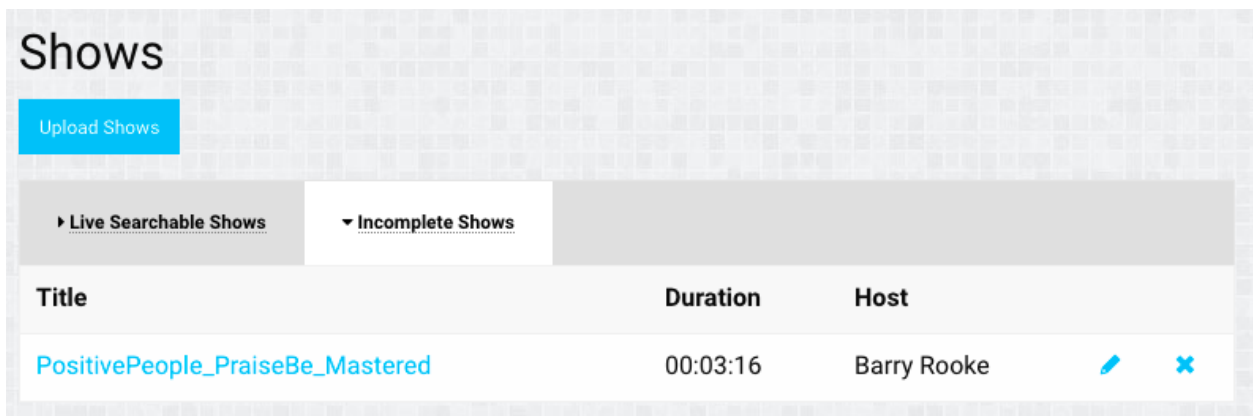 Shows
Upload Shows
Live Searchable Shows Incomplete Shows
Title Duration Host
PositivePeople_PraiseBe_Mastered 00:03:16 Barry Rooke